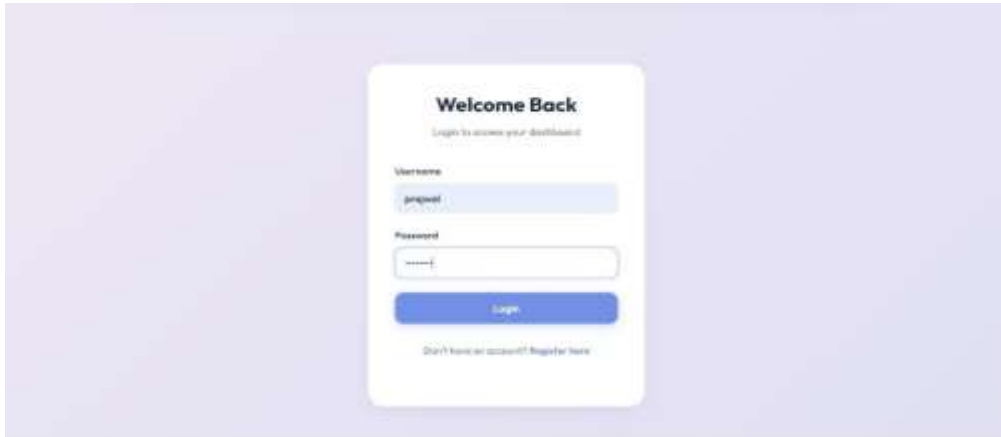 Welcome Back
Login to access your dashboard
Username
prajwal
Password
Login
Don't have an account? Register here